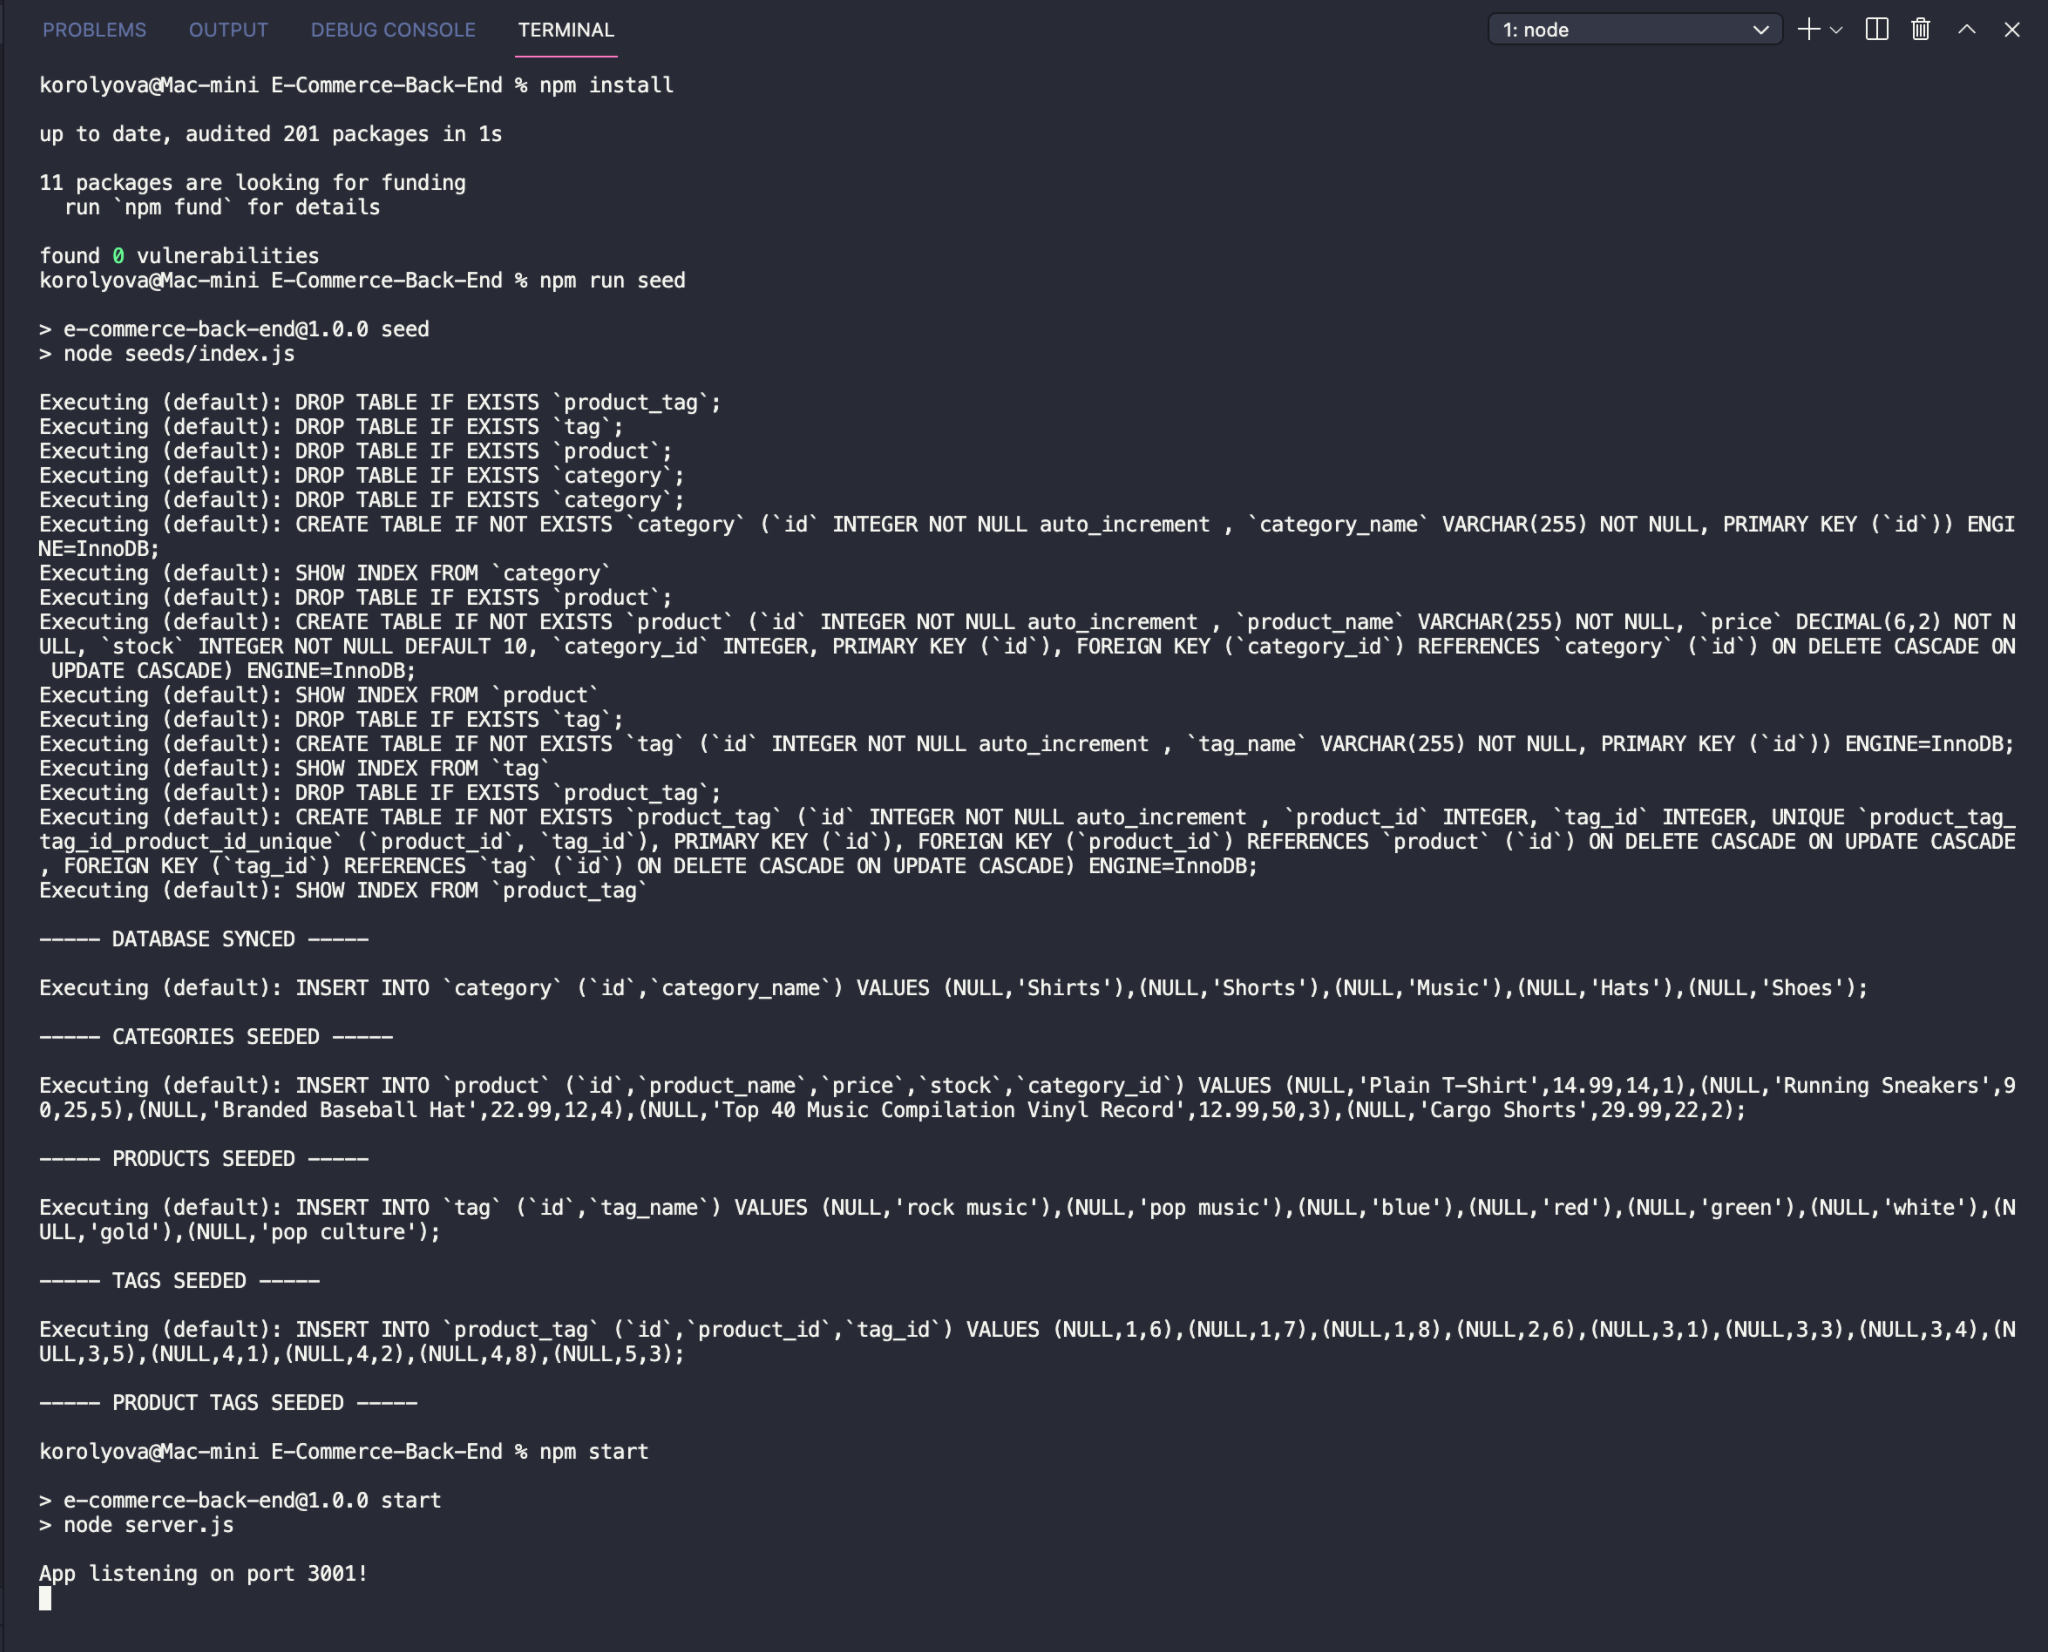 PROBLEMS OUTPUT DEBUG CONSOLE TERMINAL 1: node
korolyova@Mac-mini E-Commerce-Back-End % npm install
up to date, audited 201 packages in 1s
11 packages are looking for funding
  run `npm fund` for details
found 0 vulnerabilities
korolyova@Mac-mini E-Commerce-Back-End % npm run seed
> e-commerce-back-end@1.0.0 seed
> node seeds/index.js
Executing (default): DROP TABLE IF EXISTS `product_tag`;
Executing (default): DROP TABLE IF EXISTS `tag`;
Executing (default): DROP TABLE IF EXISTS `product`;
Executing (default): DROP TABLE IF EXISTS `category`;
Executing (default): DROP TABLE IF EXISTS `category`;
Executing (default): CREATE TABLE IF NOT EXISTS `category` (`id` INTEGER NOT NULL auto_increment , `category_name` VARCHAR(255) NOT NULL, PRIMARY KEY (`id`)) ENGI
NE=InnoDB;
Executing (default): SHOW INDEX FROM `category`
Executing (default): DROP TABLE IF EXISTS `product`;
Executing (default): CREATE TABLE IF NOT EXISTS `product` (`id` INTEGER NOT NULL auto_increment , `product_name` VARCHAR(255) NOT NULL, `price` DECIMAL(6,2) NOT N
ULL, `stock` INTEGER NOT NULL DEFAULT 10, `category_id` INTEGER, PRIMARY KEY (`id`), FOREIGN KEY (`category_id`) REFERENCES `category` (`id`) ON DELETE CASCADE ON
 UPDATE CASCADE) ENGINE=InnoDB;
Executing (default): SHOW INDEX FROM `product`
Executing (default): DROP TABLE IF EXISTS `tag`;
Executing (default): CREATE TABLE IF NOT EXISTS `tag` (`id` INTEGER NOT NULL auto_increment , `tag_name` VARCHAR(255) NOT NULL, PRIMARY KEY (`id`)) ENGINE=InnoDB;
Executing (default): SHOW INDEX FROM `tag`
Executing (default): DROP TABLE IF EXISTS `product_tag`;
Executing (default): CREATE TABLE IF NOT EXISTS `product_tag` (`id` INTEGER NOT NULL auto_increment , `product_id` INTEGER, `tag_id` INTEGER, UNIQUE `product_tag_
tag_id_product_id_unique` (`product_id`, `tag_id`), PRIMARY KEY (`id`), FOREIGN KEY (`product_id`) REFERENCES `product` (`id`) ON DELETE CASCADE ON UPDATE CASCADE
, FOREIGN KEY (`tag_id`) REFERENCES `tag` (`id`) ON DELETE CASCADE ON UPDATE CASCADE) ENGINE=InnoDB;
Executing (default): SHOW INDEX FROM `product_tag`
----- DATABASE SYNCED -----
Executing (default): INSERT INTO `category` (`id`,`category_name`) VALUES (NULL,'Shirts'),(NULL,'Shorts'),(NULL,'Music'),(NULL,'Hats'),(NULL,'Shoes');
----- CATEGORIES SEEDED -----
Executing (default): INSERT INTO `product` (`id`,`product_name`,`price`,`stock`,`category_id`) VALUES (NULL,'Plain T-Shirt',14.99,14,1),(NULL,'Running Sneakers',9
0,25,5),(NULL,'Branded Baseball Hat',22.99,12,4),(NULL,'Top 40 Music Compilation Vinyl Record',12.99,50,3),(NULL,'Cargo Shorts',29.99,22,2);
----- PRODUCTS SEEDED -----
Executing (default): INSERT INTO `tag` (`id`,`tag_name`) VALUES (NULL,'rock music'),(NULL,'pop music'),(NULL,'blue'),(NULL,'red'),(NULL,'green'),(NULL,'white'),(N
ULL,'gold'),(NULL,'pop culture');
----- TAGS SEEDED -----
Executing (default): INSERT INTO `product_tag` (`id`,`product_id`,`tag_id`) VALUES (NULL,1,6),(NULL,1,7),(NULL,1,8),(NULL,2,6),(NULL,3,1),(NULL,3,3),(NULL,3,4),(N
ULL,3,5),(NULL,4,1),(NULL,4,2),(NULL,4,8),(NULL,5,3);
----- PRODUCT TAGS SEEDED -----
korolyova@Mac-mini E-Commerce-Back-End % npm start
> e-commerce-back-end@1.0.0 start
> node server.js
App listening on port 3001!